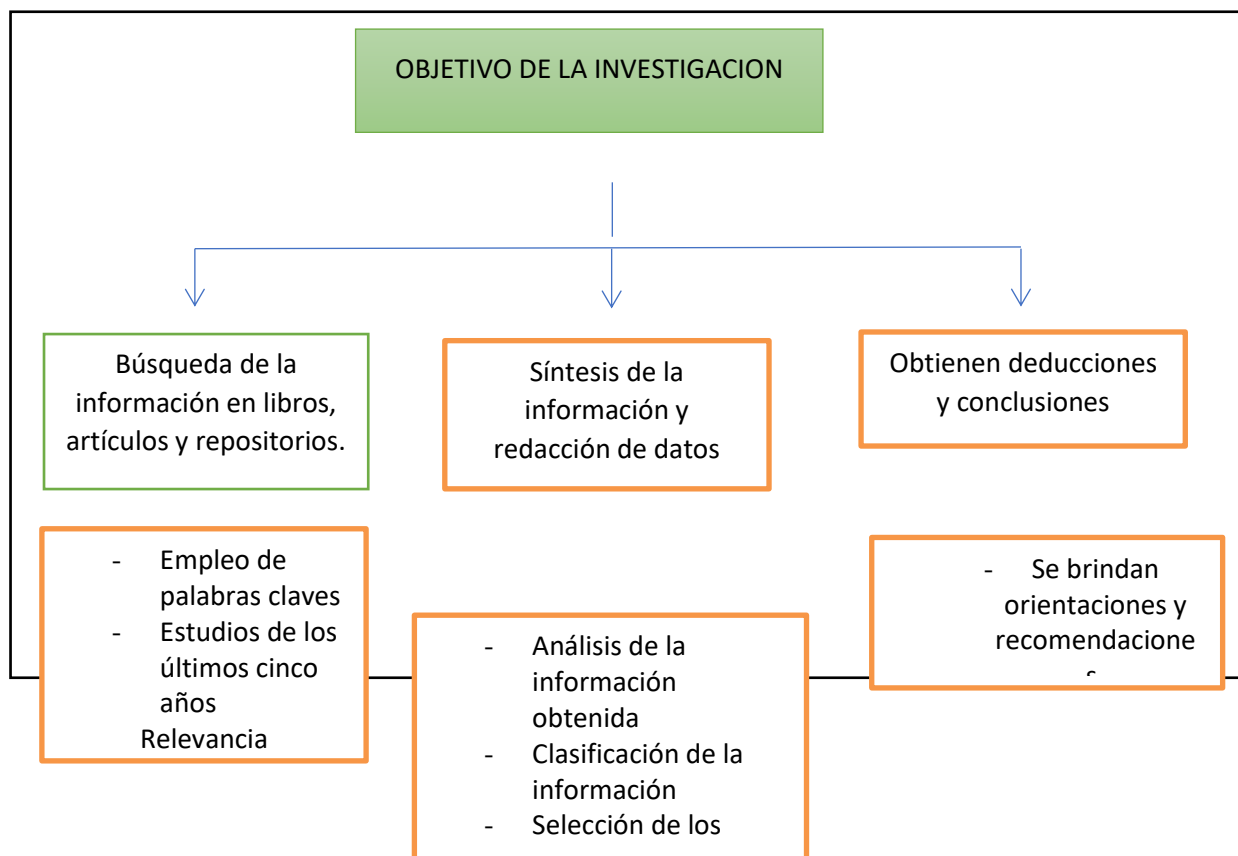 OBJETIVO DE LA INVESTIGACION
Búsqueda de la
información en libros,
artículos y repositorios.
Síntesis de la
información y
redacción de datos
Obtienen deducciones
y conclusiones
- Empleo de
palabras claves
- Estudios de los
últimos cinco
años
Relevancia
- Análisis de la
información
obtenida
- Clasificación de la
información
- Selección de los
- Se brindan
orientaciones y
recomendacione
s